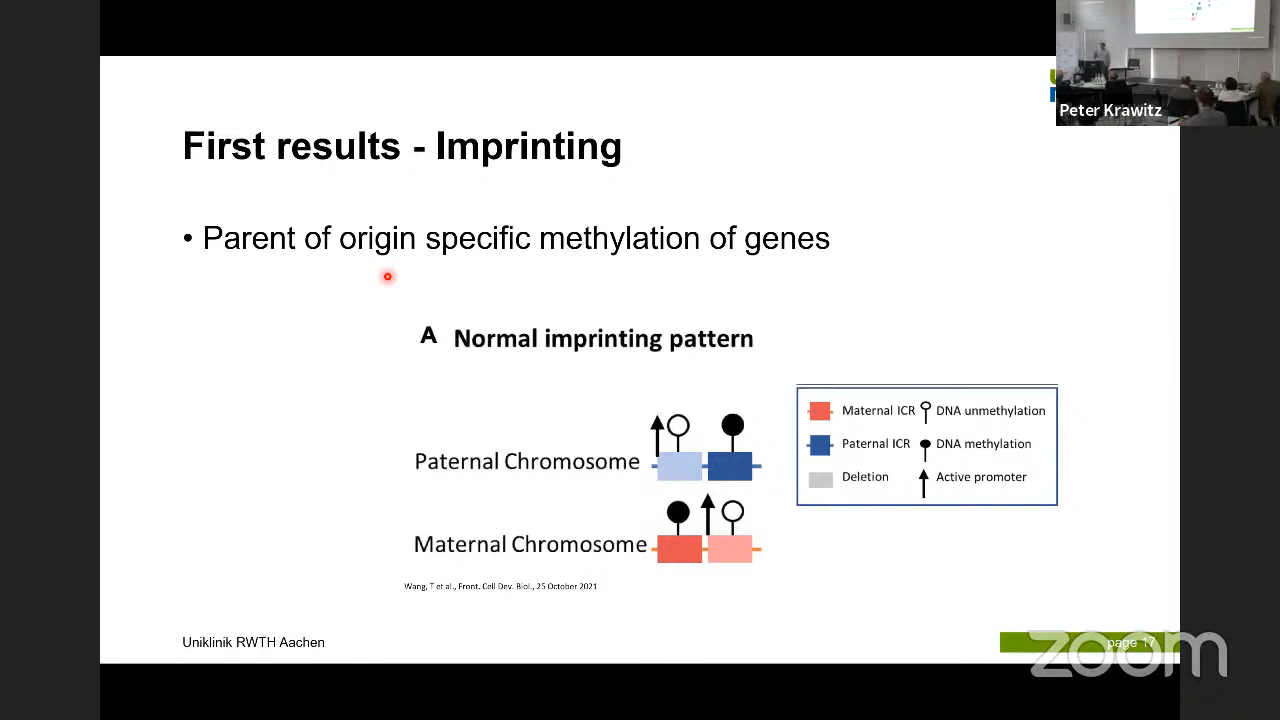 Peter Krawitz
First results - Imprinting
• Parent of origin specific methylation of genes
A Normal imprinting pattern
Paternal Chromosome
Maternal Chromosome
Maternal ICR DNA unmethylation
Paternal ICR DNA methylation
Deletion Active promoter
Wang, T et al., Front. Cell Dev. Biol., 25 October 2021
Uniklinik RWTH Aachen
page 17
zoom